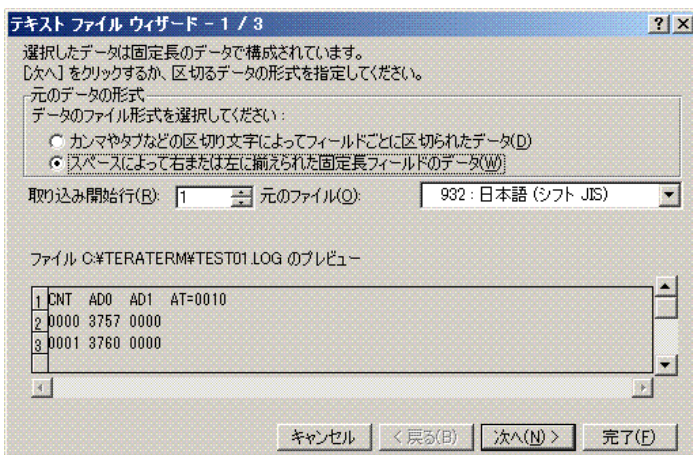 テキスト ファイル ウィザード - 1 / 3
選択したデータは固定長のデータで構成されています。
[次へ] をクリックするか、区切るデータの形式を指定してください。
元のデータの形式
データのファイル形式を選択してください:
カンマやタブなどの区切り文字によってフィールドごとに区切られたデータ(D)
スペースによって右または左に揃えられた固定長フィールドのデータ(W)
取り込み開始行(R): 1 元のファイル(O): 932 : 日本語 (シフト JIS)
ファイル C:¥TERATERM¥TEST01.LOG のプレビュー
1 CNT AD0 AD1 AT=0010
2 0000 3757 0000
3 0001 3760 0000
キャンセル < 戻る(B) 次へ(N) > 完了(F)